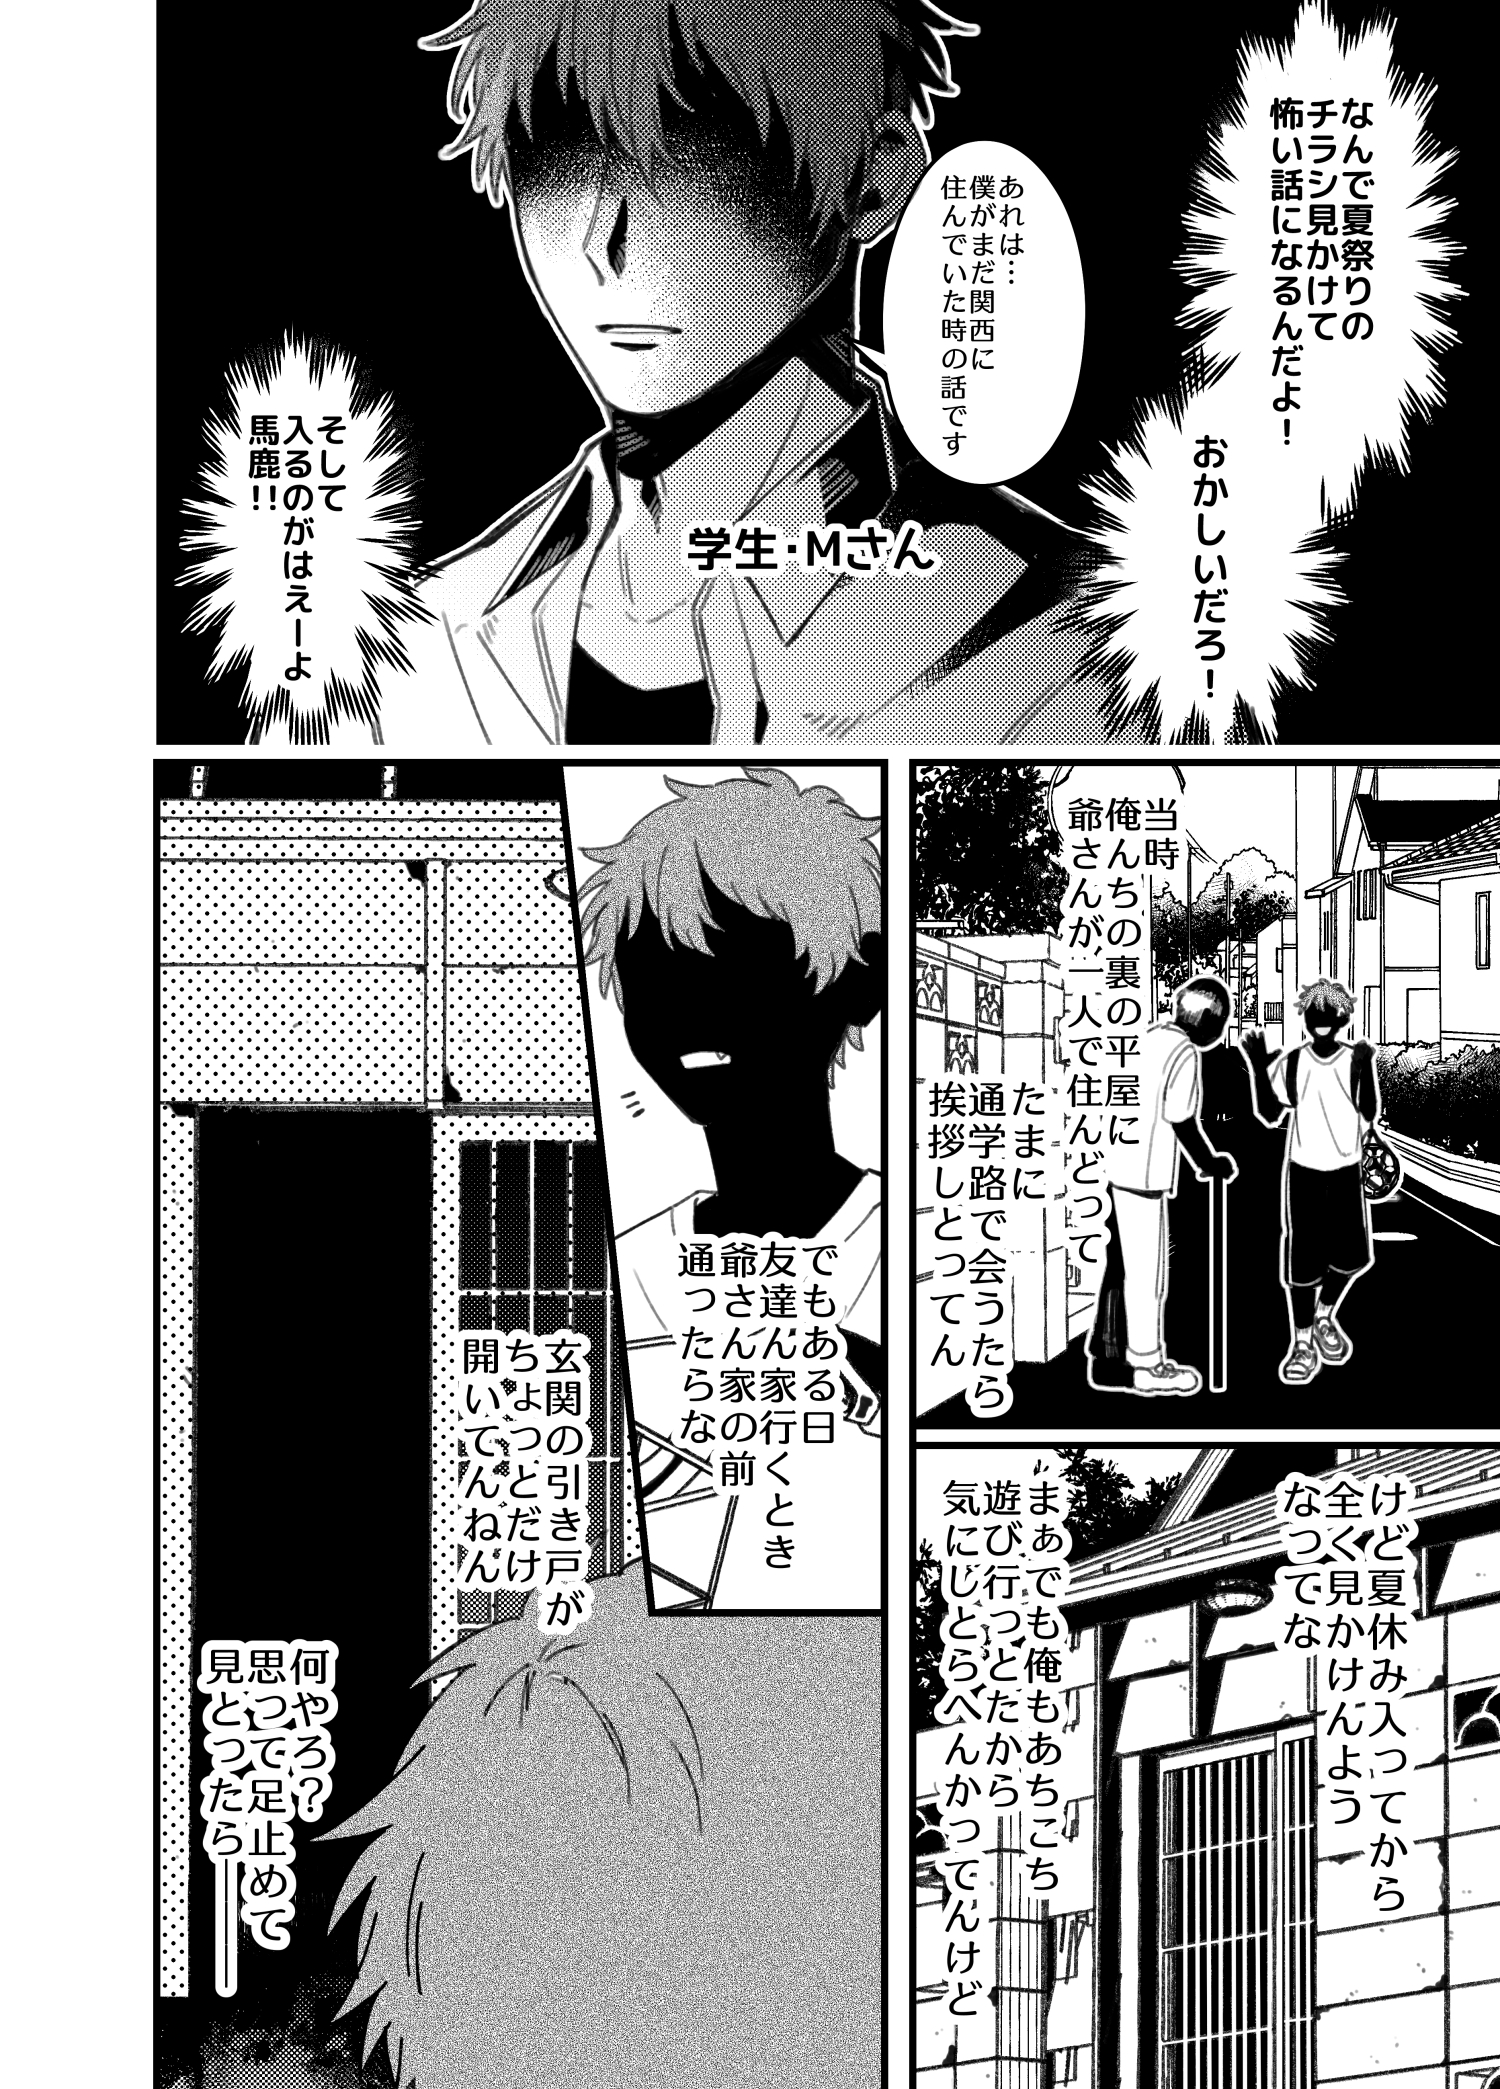 なんで夏祭りの
チラシ見かけて
怖い話になるんだよ！
おかしいだろ！
あれは…
僕がまだ関西に
住んでいた時の話です
学生・Mさん
そして
入るのがはえーよ
馬鹿！！
当時
俺んちの裏の平屋に
爺さんが、一人で住んどって
たまに
通学路で会うたら
挨拶しとってん
けど夏休み入ってから
全く見かけんよう
なっててな
まぁでも俺もあちこち
遊び行っとたから
気にしとらへんかってんけど
でもある日
友達ん家行くとき
爺さん家の前
通ったらな
玄関の引き戸が
ちょっとだけ
開いてんねん
何やろ？
思って足止めて
見とったら――